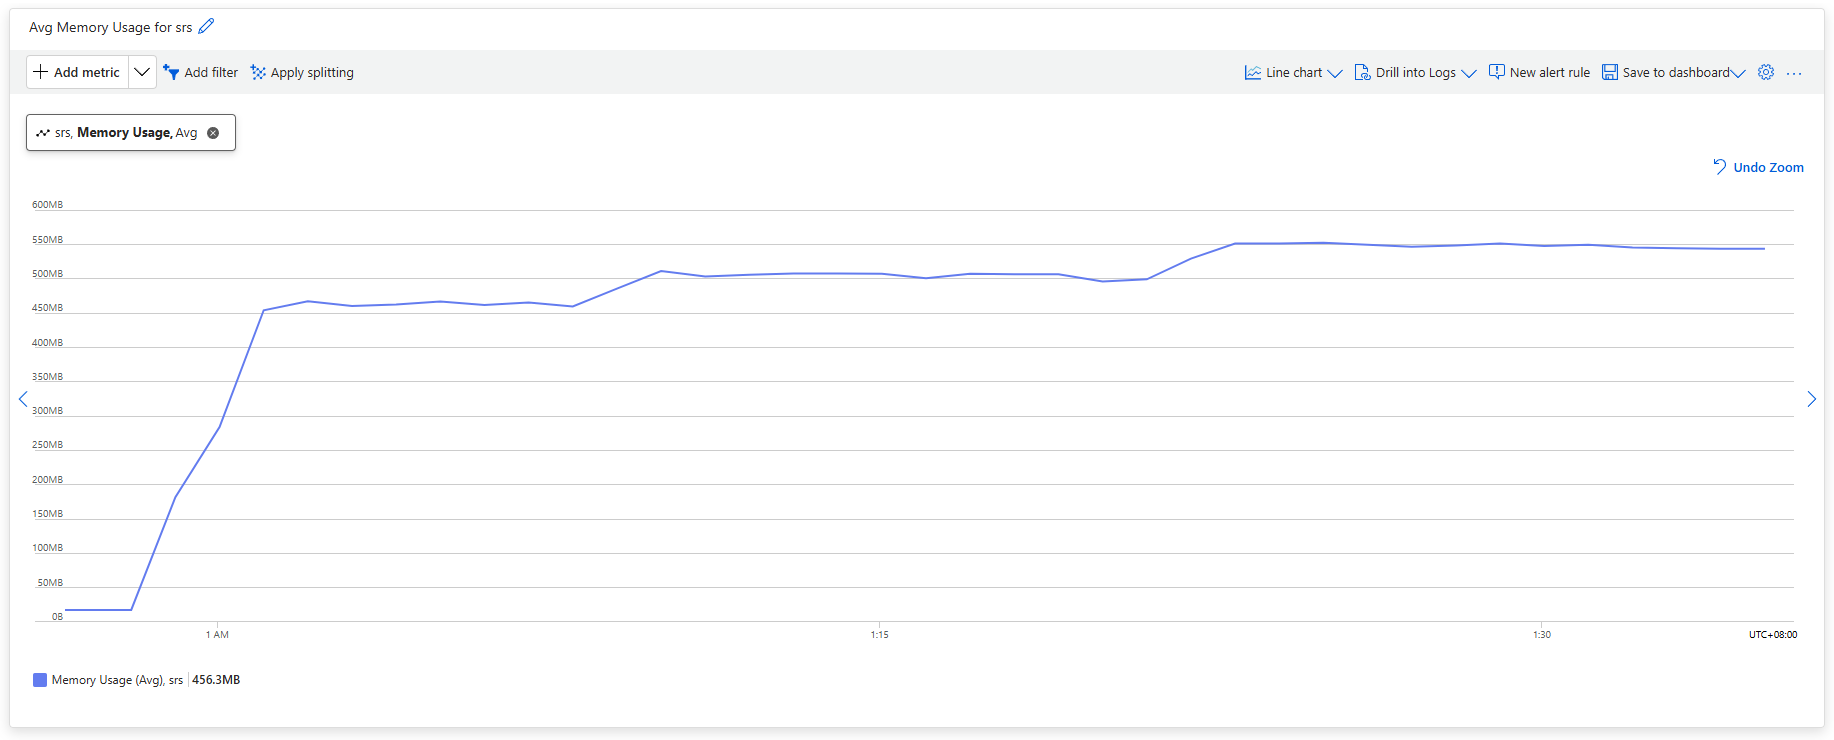 Avg Memory Usage for srs
Add metric Add filter Apply splitting Line chart Drill into Logs New alert rule Save to dashboard ...
srs, Memory Usage, Avg
Undo Zoom
600MB
550MB
500MB
450MB
400MB
350MB
300MB
250MB
200MB
150MB
100MB
50MB
0B
1 AM 1:15 1:30 UTC+08:00
Memory Usage (Avg), srs 456.3MB